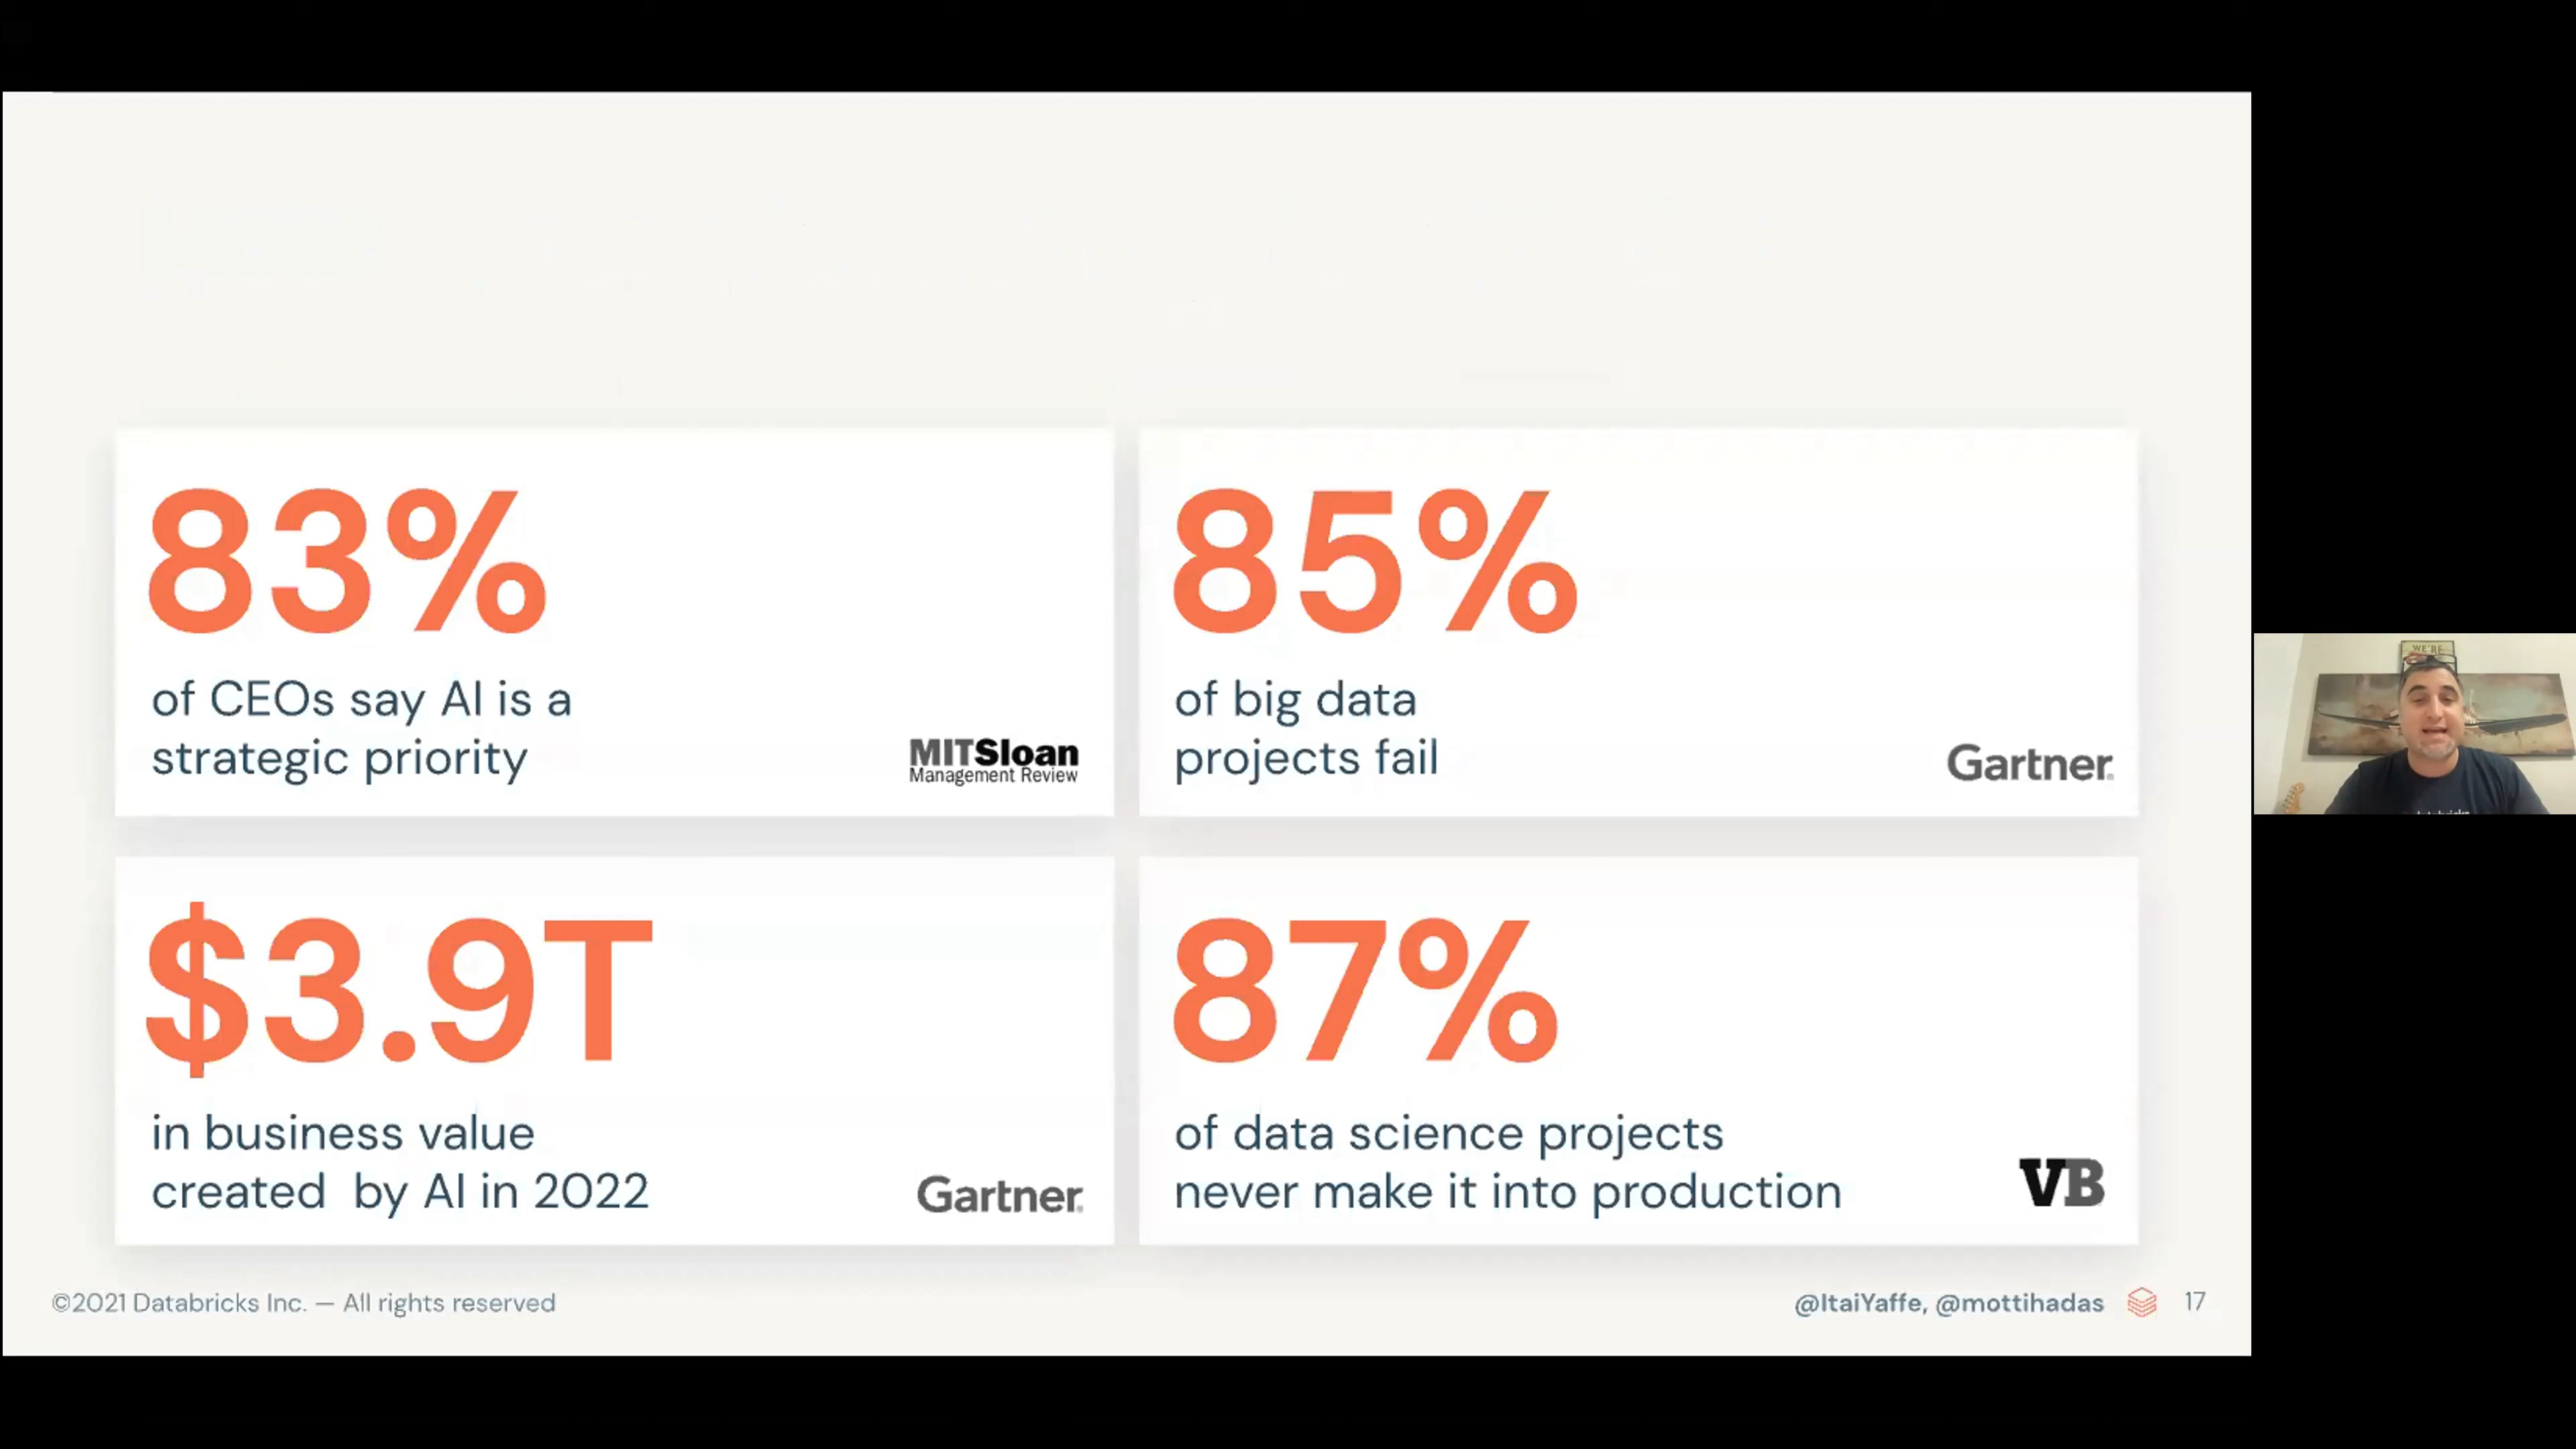 83%
of CEOs say AI is a
strategic priority
MITSloan
Management Review
85%
of big data
projects fail
Gartner
$3.9T
in business value
created by AI in 2022
Gartner
87%
of data science projects
never make it into production
VB
©2021 Databricks Inc. — All rights reserved
@ItaiYaffe, @mottihadas
17
WE'RE